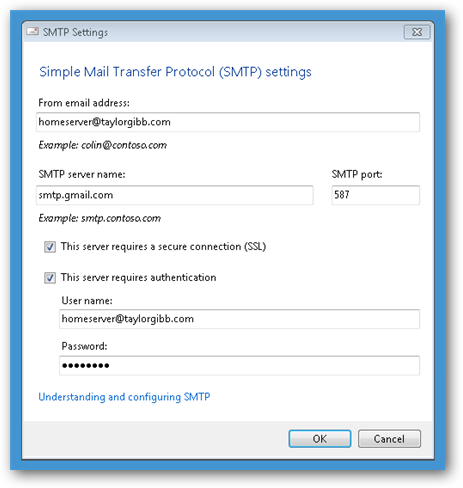 SMTP Settings
Simple Mail Transfer Protocol (SMTP) settings
From email address:
homeserver@taylorgibb.com
Example: colin@contoso.com
SMTP server name: SMTP port:
smtp.gmail.com 587
Example: smtp.contoso.com
This server requires a secure connection (SSL)
This server requires authentication
User name:
homeserver@taylorgibb.com
Password:
●●●●●●●●
Understanding and configuring SMTP
OK Cancel